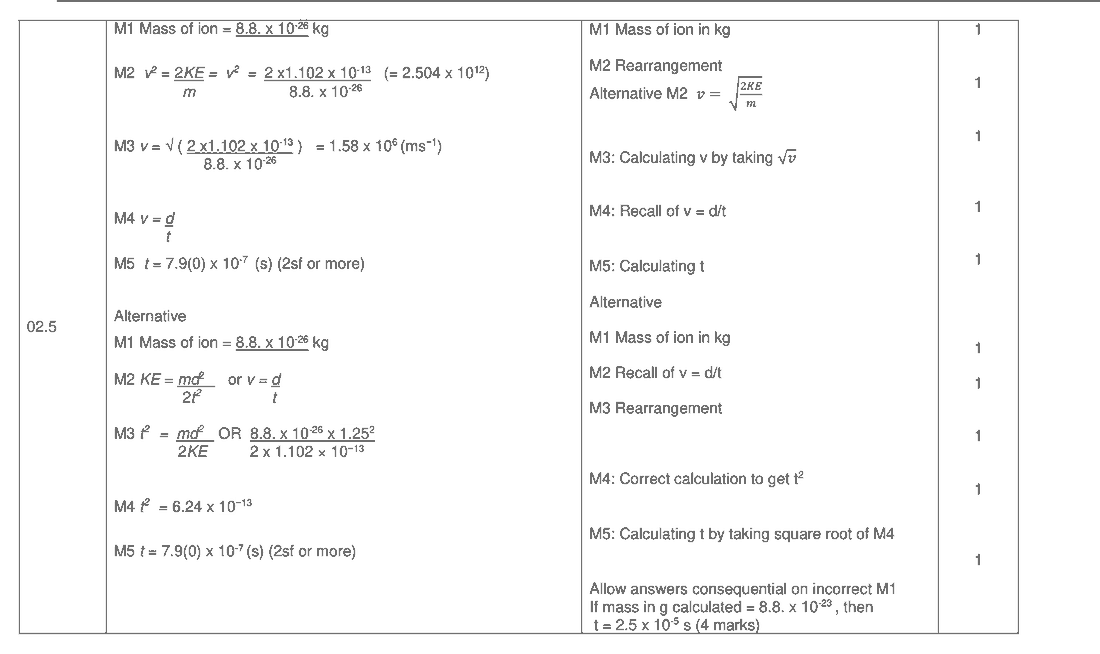 02.5
M1 Mass of ion = 8.8. x 10⁻²⁶ kg
M2 v² = 2KE = v² = 2 x1.102 x 10⁻¹³ (= 2.504 x 10¹²)
m 8.8. x 10⁻²⁶
M3 v = √ ( 2 x1.102 x 10⁻¹³ ) = 1.58 x 10⁶ (ms⁻¹)
8.8. x 10⁻²⁶
M4 v = d
t
M5 t = 7.9(0) x 10⁻⁷ (s) (2sf or more)
Alternative
M1 Mass of ion = 8.8. x 10⁻²⁶ kg
M2 KE = md² or v = d
2t² t
M3 t² = md² OR 8.8. x 10⁻²⁶ x 1.25²
2KE 2 x 1.102 × 10⁻¹³
M4 t² = 6.24 x 10⁻¹³
M5 t = 7.9(0) x 10⁻⁷ (s) (2sf or more)
M1 Mass of ion in kg
M2 Rearrangement
Alternative M2 v = √2KE/m
M3: Calculating v by taking √v
M4: Recall of v = d/t
M5: Calculating t
Alternative
M1 Mass of ion in kg
M2 Recall of v = d/t
M3 Rearrangement
M4: Correct calculation to get t²
M5: Calculating t by taking square root of M4
Allow answers consequential on incorrect M1
If mass in g calculated = 8.8. x 10⁻²³ , then
t = 2.5 x 10⁻⁵ s (4 marks)
1
1
1
1
1
1
1
1
1
1